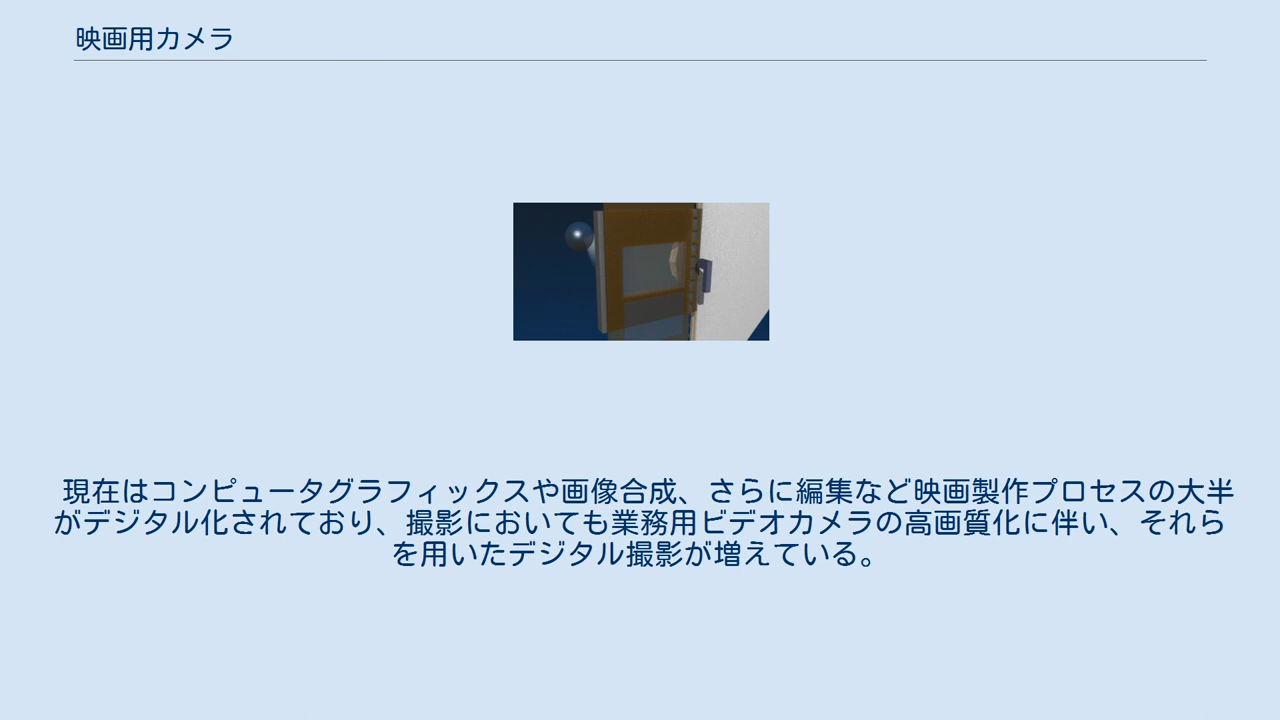 映画用カメラ
現在はコンピュータグラフィックスや画像合成、さらに編集など映画製作プロセスの大半
がデジタル化されており、撮影においても業務用ビデオカメラの高画質化に伴い、それら
を用いたデジタル撮影が増えている。